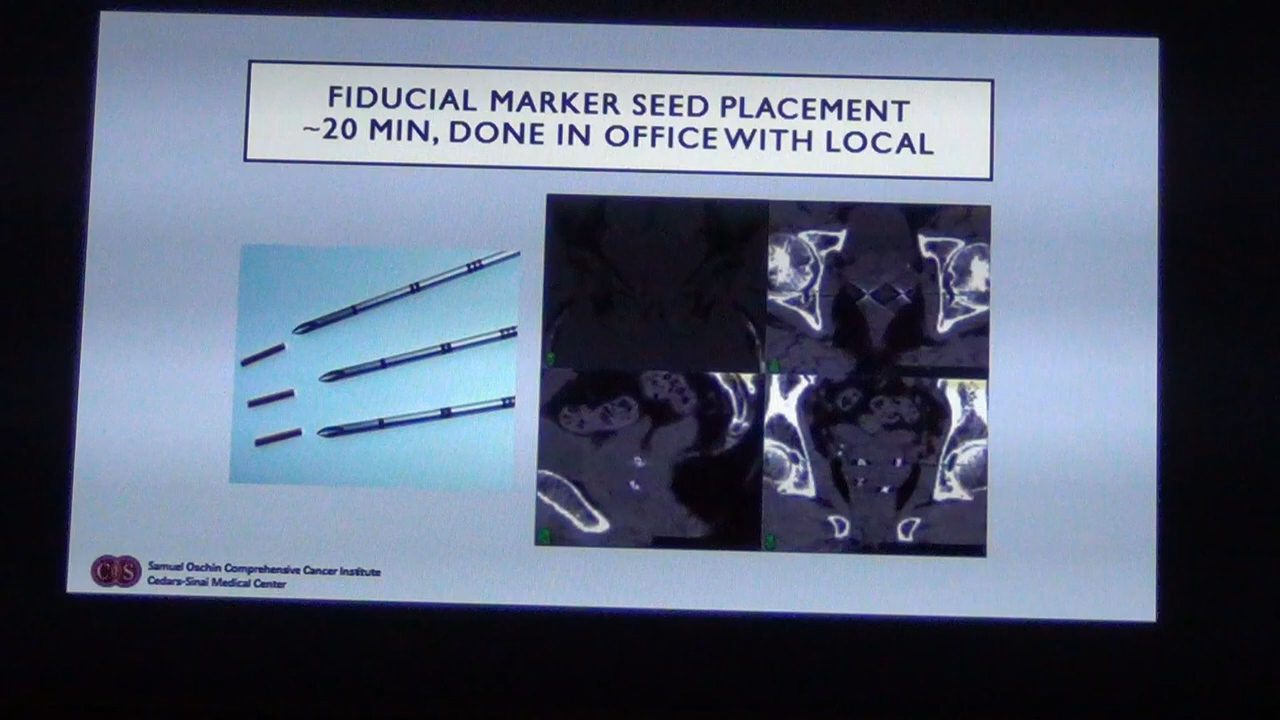 FIDUCIAL MARKER SEED PLACEMENT
~20 MIN, DONE IN OFFICE WITH LOCAL
Samuel Oschin Comprehensive Cancer Institute
Cedars-Sinai Medical Center